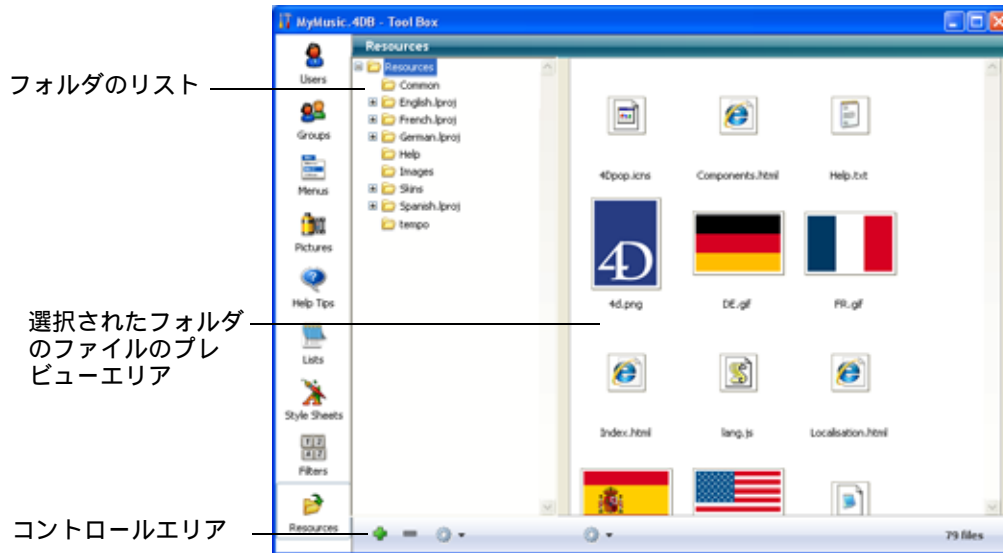 MyMusic.4DB - Tool Box
Resources
フォルダのリスト
選択されたフォルダ
のファイルのプレ
ビューエリア
コントロールエリア
Users
Groups
Menus
Pictures
Help Tips
Lists
Style Sheets
Filters
Resources
Resources
Common
English.lproj
French.lproj
German.lproj
Help
Images
Skins
Spanish.lproj
tempo
4Dpop.icns
Components.html
Help.txt
4D
4d.png
DE.gif
FR.gif
Index.html
lang.js
Localisation.html
79 files